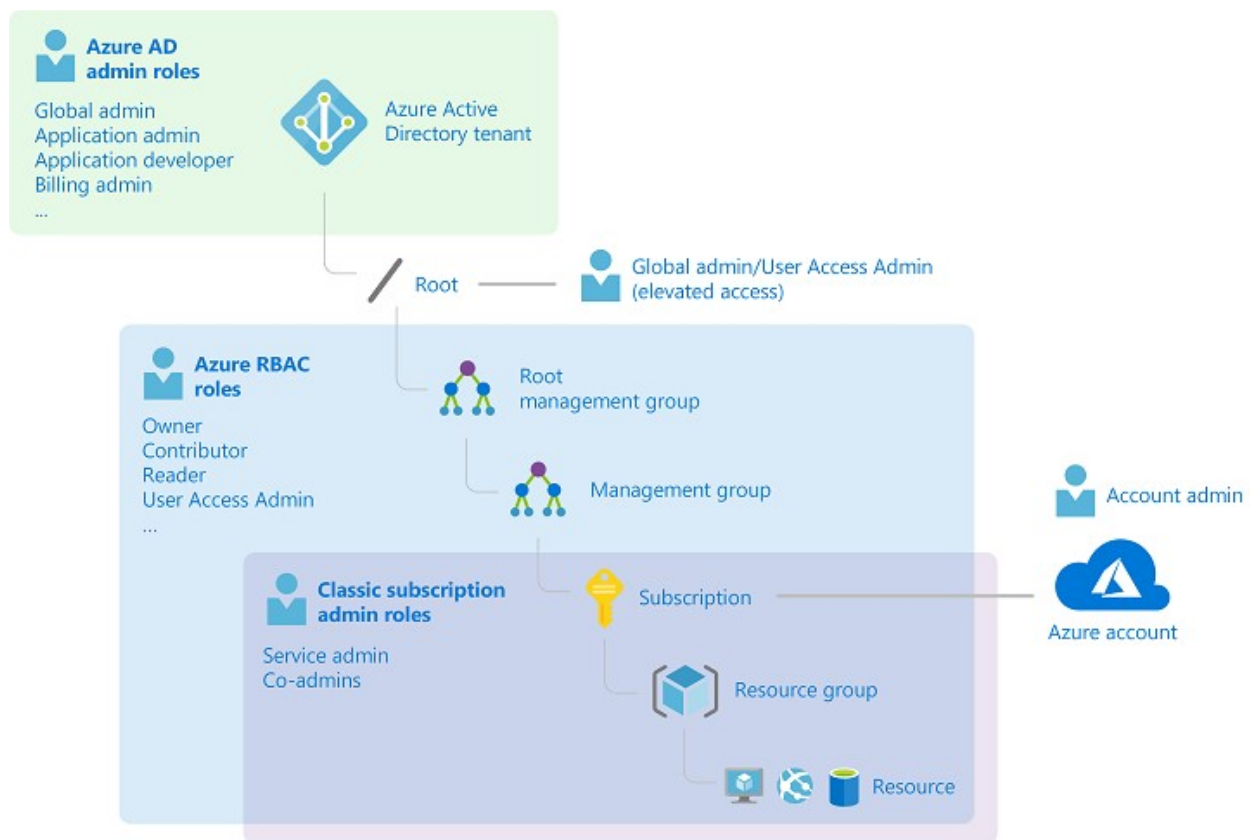 Azure AD
admin roles
Global admin
Application admin
Application developer
Billing admin
...
Azure Active
Directory tenant
Root
Global admin/User Access Admin
(elevated access)
Azure RBAC
roles
Owner
Contributor
Reader
User Access Admin
...
Root
management group
Management group
Account admin
Azure account
Classic subscription
admin roles
Service admin
Co-admins
Subscription
Resource group
Resource